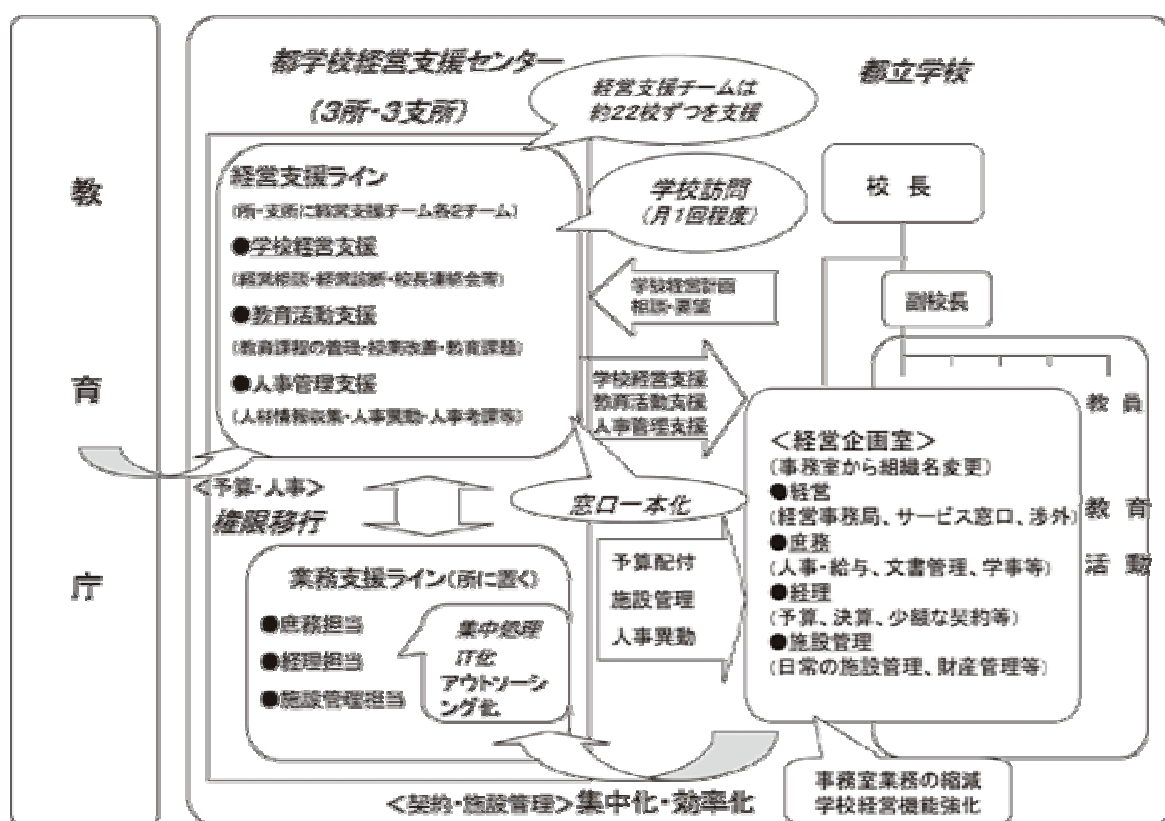 教育庁
都学校経営支援センター
(3所・3支所)
経営支援チームは
約22校ずつを支援
都立学校
経営支援ライン
(所・支所に経営支援チーム各2チーム)
●学校経営支援
(経営相談・経営診断・校長連絡会等)
●教育活動支援
(教育課程の管理・授業改善・教育課題)
●人事管理支援
(人材情報収集・人事異動・人事考課等)
学校訪問
(月1回程度)
学校経営計画
相談・要望
学校経営支援
教育活動支援
人事管理支援
校長
副校長
教員
教育
活動
<予算・人事>
権限移行
窓口一本化
業務支援ライン(所に置く)
●庶務担当
●経理担当
●施設管理担当
集中処理
IT化
アウトソーシ
ング化
予算配付
施設管理
人事異動
<経営企画室>
(事務室から組織名変更)
●経営
(経営事務局、サービス窓口、渉外)
●庶務
(人事・給与、文書管理、学事等)
●経理
(予算、決算、少額な契約等)
●施設管理
(日常の施設管理、財産管理等)
<契約・施設管理>集中化・効率化
事務室業務の縮減
学校経営機能強化